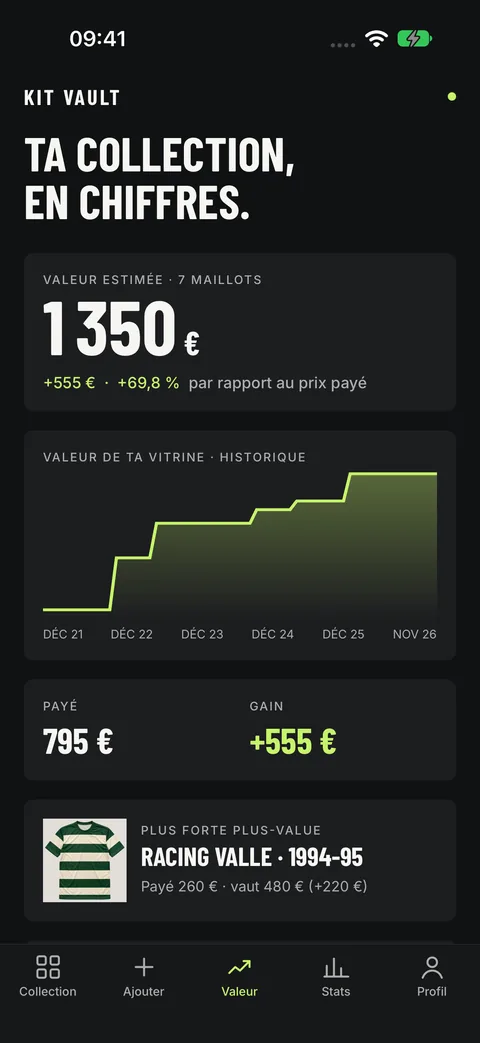 09:41
KIT VAULT
TA COLLECTION,
EN CHIFFRES.
VALEUR ESTIMÉE · 7 MAILLOTS
1 350 €
+555 € · +69,8 % par rapport au prix payé
VALEUR DE TA VITRINE · HISTORIQUE
DÉC 21 DÉC 22 DÉC 23 DÉC 24 DÉC 25 NOV 26
PAYÉ GAIN
795 € +555 €
PLUS FORTE PLUS-VALUE
RACING VALLE · 1994-95
Payé 260 € · vaut 480 € (+220 €)
Collection Ajouter Valeur Stats Profil